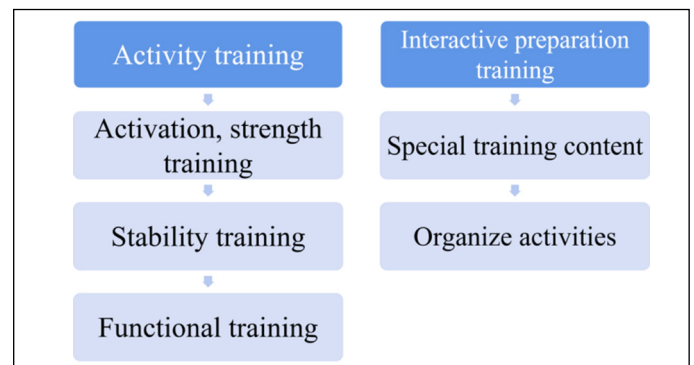 Activity training
Activation, strength
training
Stability training
Functional training
Interactive preparation
training
Special training content
Organize activities